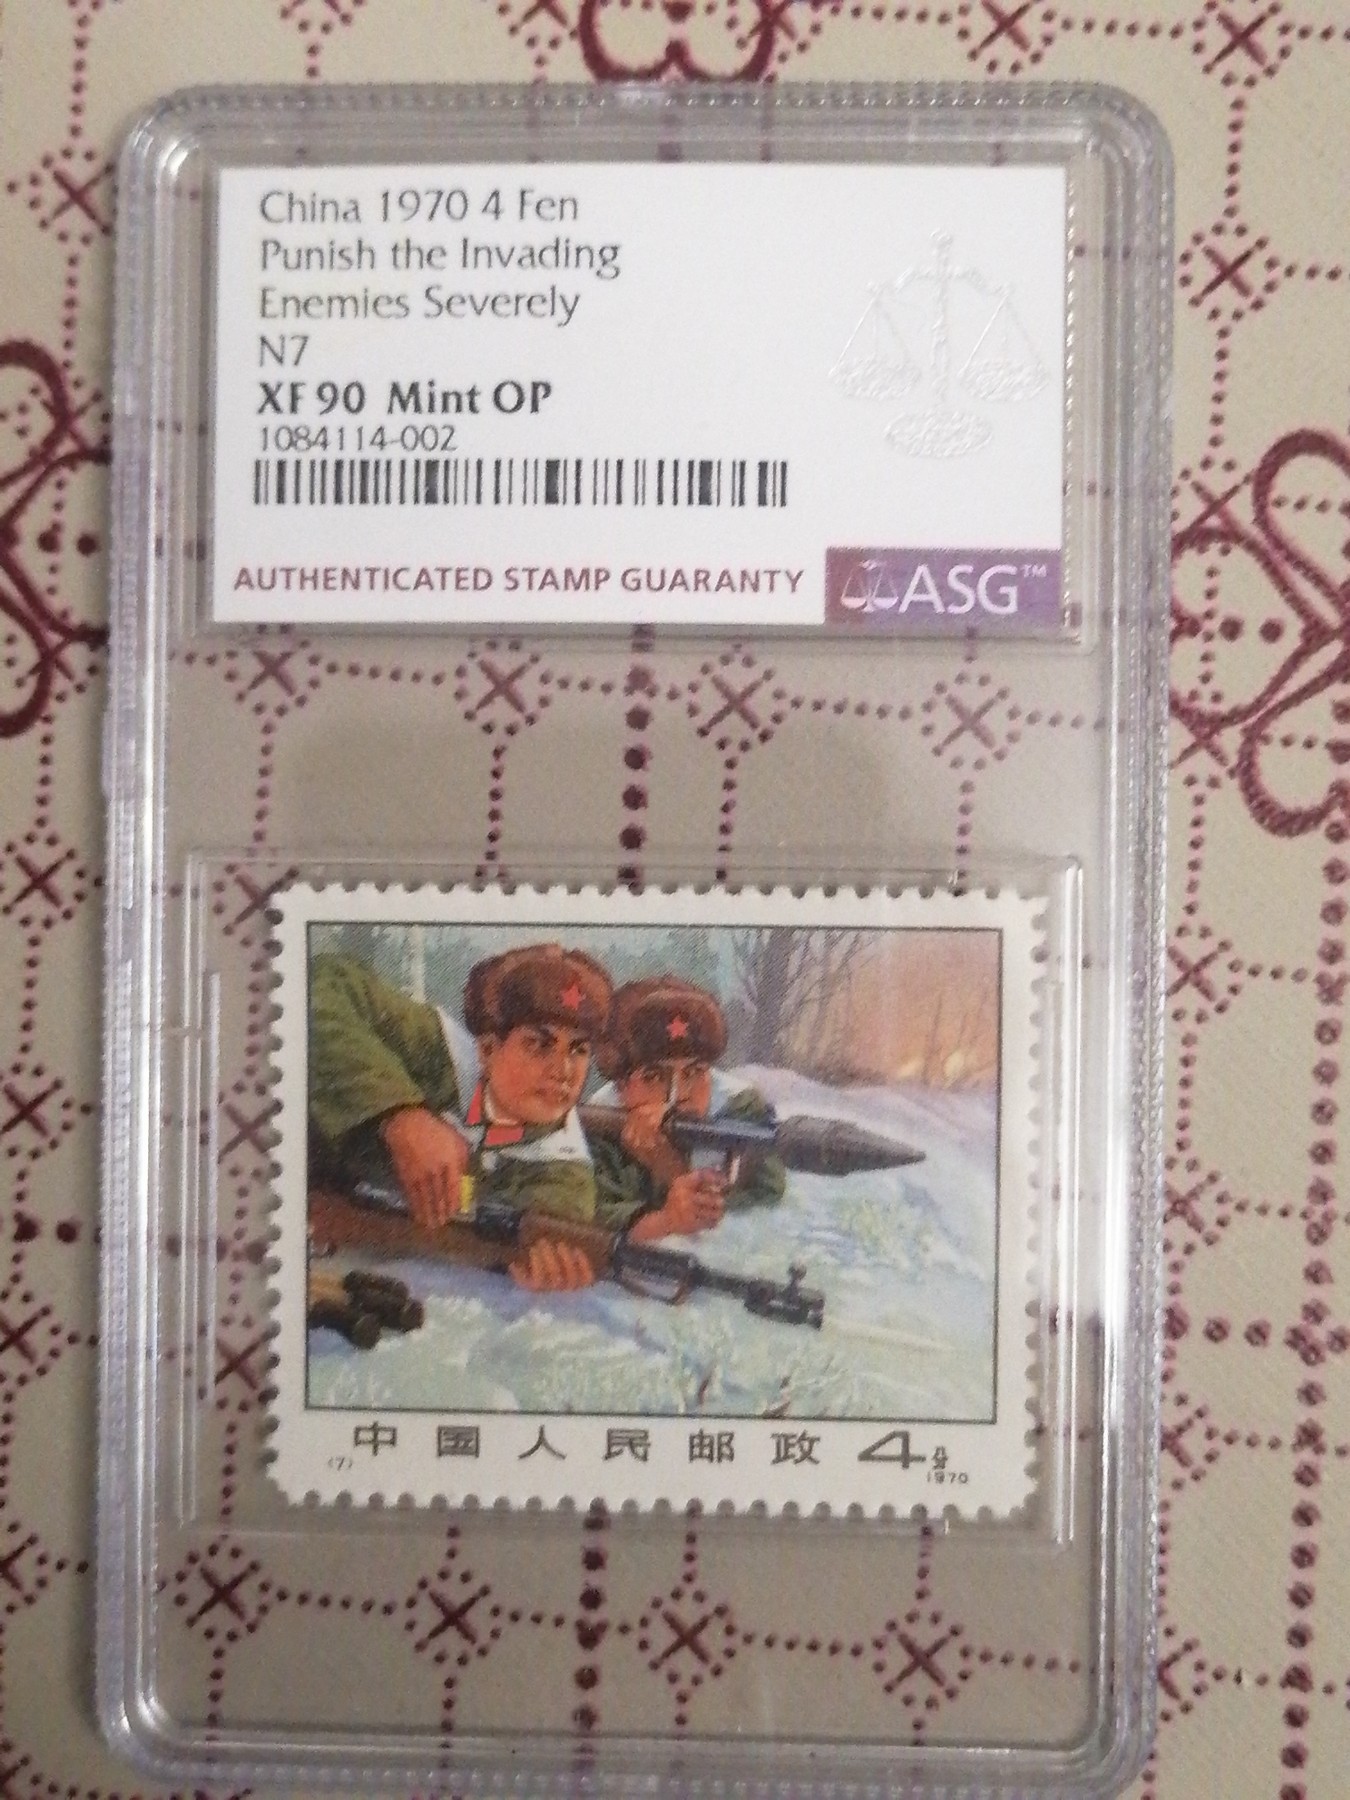 China 1970 4 Fen
Punish the Invading
Enemies Severely
N7
XF 90 Mint OP
1084114-002
AUTHENTICATED STAMP GUARANTY
ASG™
(7) 中国人民邮政 4分
1970